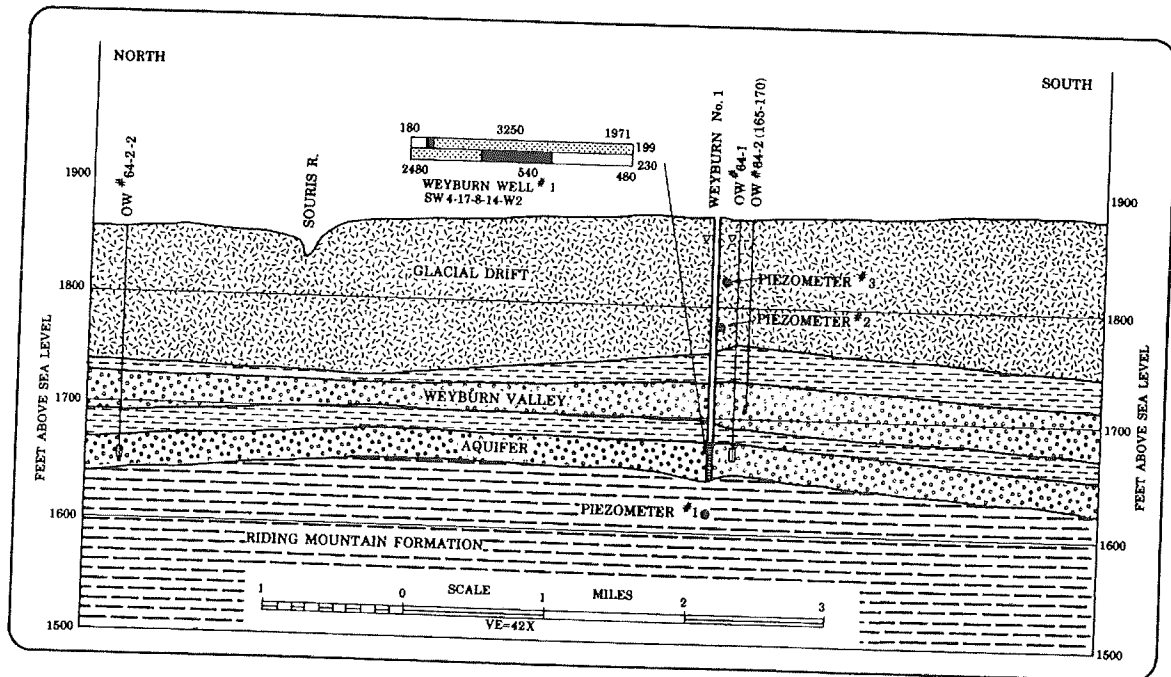 NORTH
SOUTH
OW #64-2-2
SOURIS R.
180 3250 1971
199
2480 540 480
230
WEYBURN WELL #1
SW 4-17-8-14-W2
WEYBURN No. 1
OW #64-1
OW #64-2 (165-170)
1900
1800
1700
1600
1500
FEET ABOVE SEA LEVEL
GLACIAL DRIFT
PIEZOMETER #3
PIEZOMETER #2
WEYBURN VALLEY
AQUIFER
PIEZOMETER #1
RIDING MOUNTAIN FORMATION
1900
1800
1700
1600
1500
FEET ABOVE SEA LEVEL
1 0 SCALE 1 MILES 2 3
VE=42X